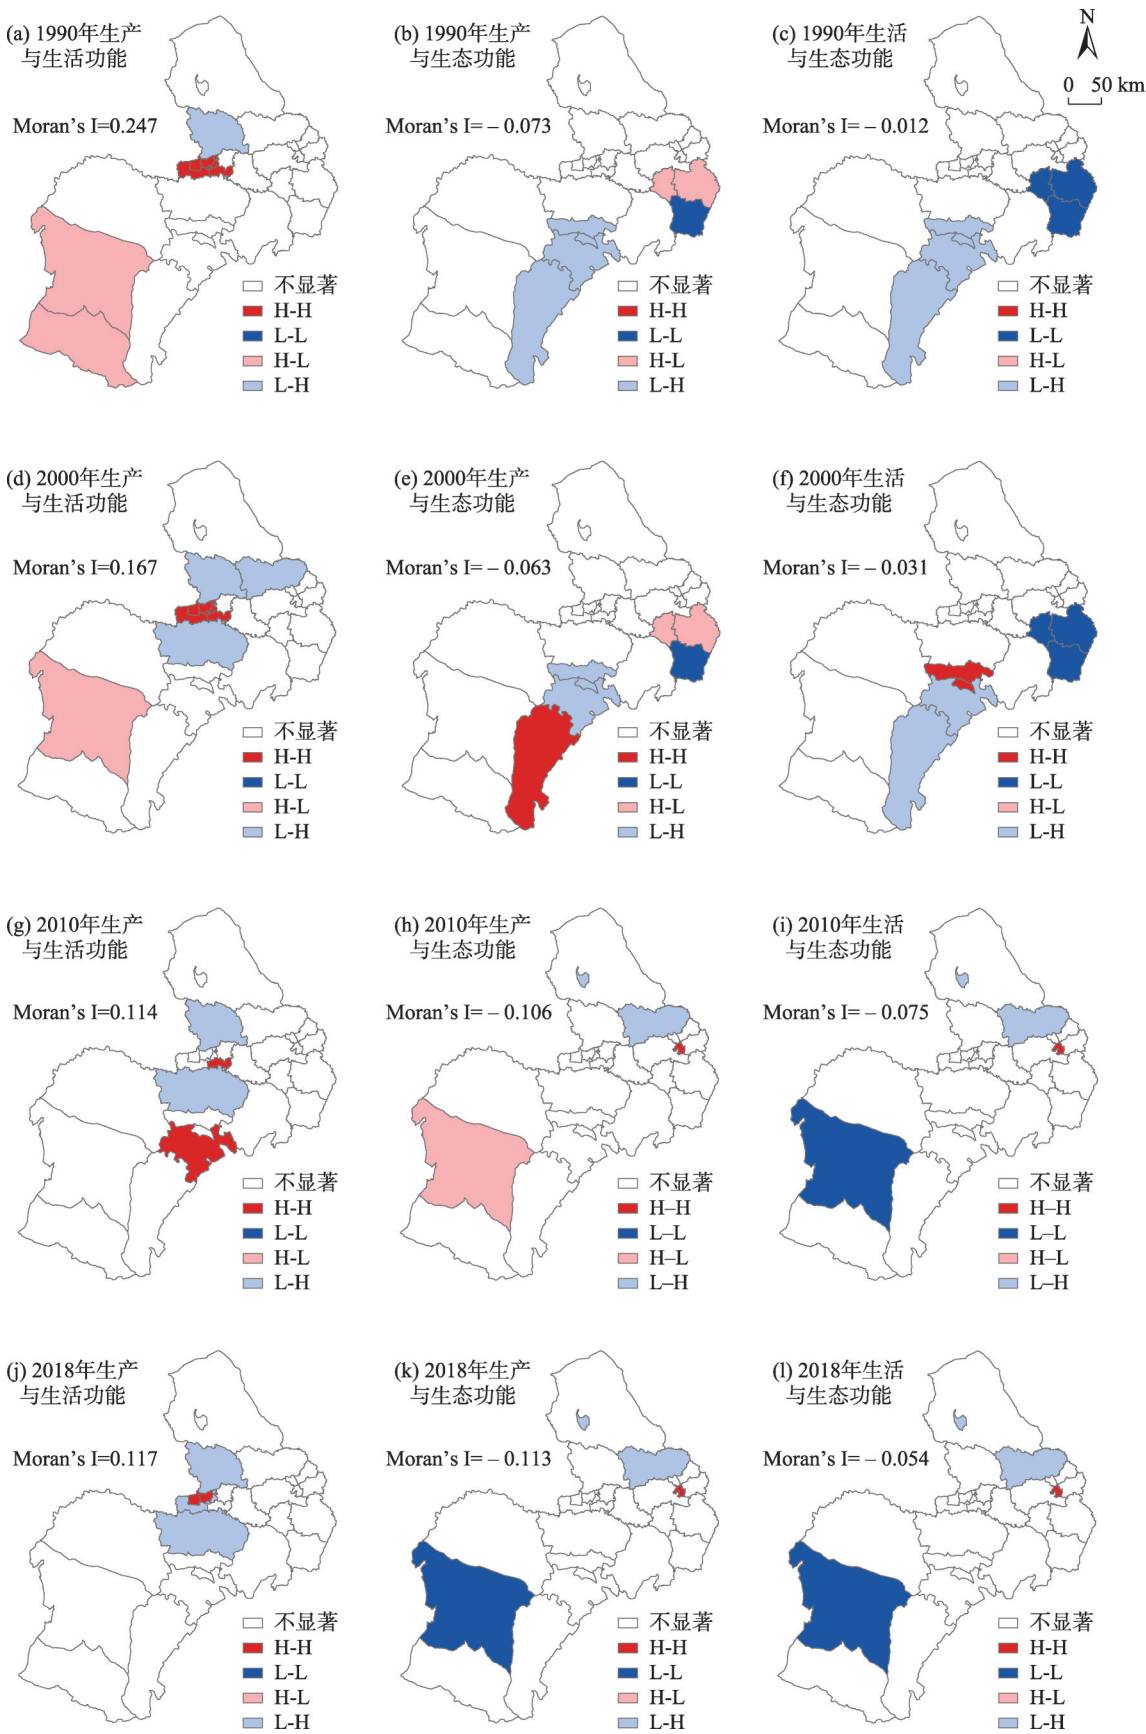 (a) 1990年生产
与生活功能
Moran's I=0.247
不显著
H-H
L-L
H-L
L-H
(b) 1990年生产
与生态功能
Moran's I= – 0.073
不显著
H-H
L-L
H-L
L-H
(c) 1990年生活
与生态功能
Moran's I= – 0.012
N
0 50 km
不显著
H-H
L-L
H-L
L-H
(d) 2000年生产
与生活功能
Moran's I=0.167
不显著
H-H
L-L
H-L
L-H
(e) 2000年生产
与生态功能
Moran's I= – 0.063
不显著
H-H
L-L
H-L
L-H
(f) 2000年生活
与生态功能
Moran's I= – 0.031
不显著
H-H
L-L
H-L
L-H
(g) 2010年生产
与生活功能
Moran's I=0.114
不显著
H-H
L-L
H-L
L-H
(h) 2010年生产
与生态功能
Moran's I= – 0.106
不显著
H–H
L–L
H–L
L–H
(i) 2010年生活
与生态功能
Moran's I= – 0.075
不显著
H–H
L–L
H–L
L–H
(j) 2018年生产
与生活功能
Moran's I=0.117
不显著
H-H
L-L
H-L
L-H
(k) 2018年生产
与生态功能
Moran's I= – 0.113
不显著
H-H
L-L
H-L
L-H
(l) 2018年生活
与生态功能
Moran's I= – 0.054
不显著
H-H
L-L
H-L
L-H